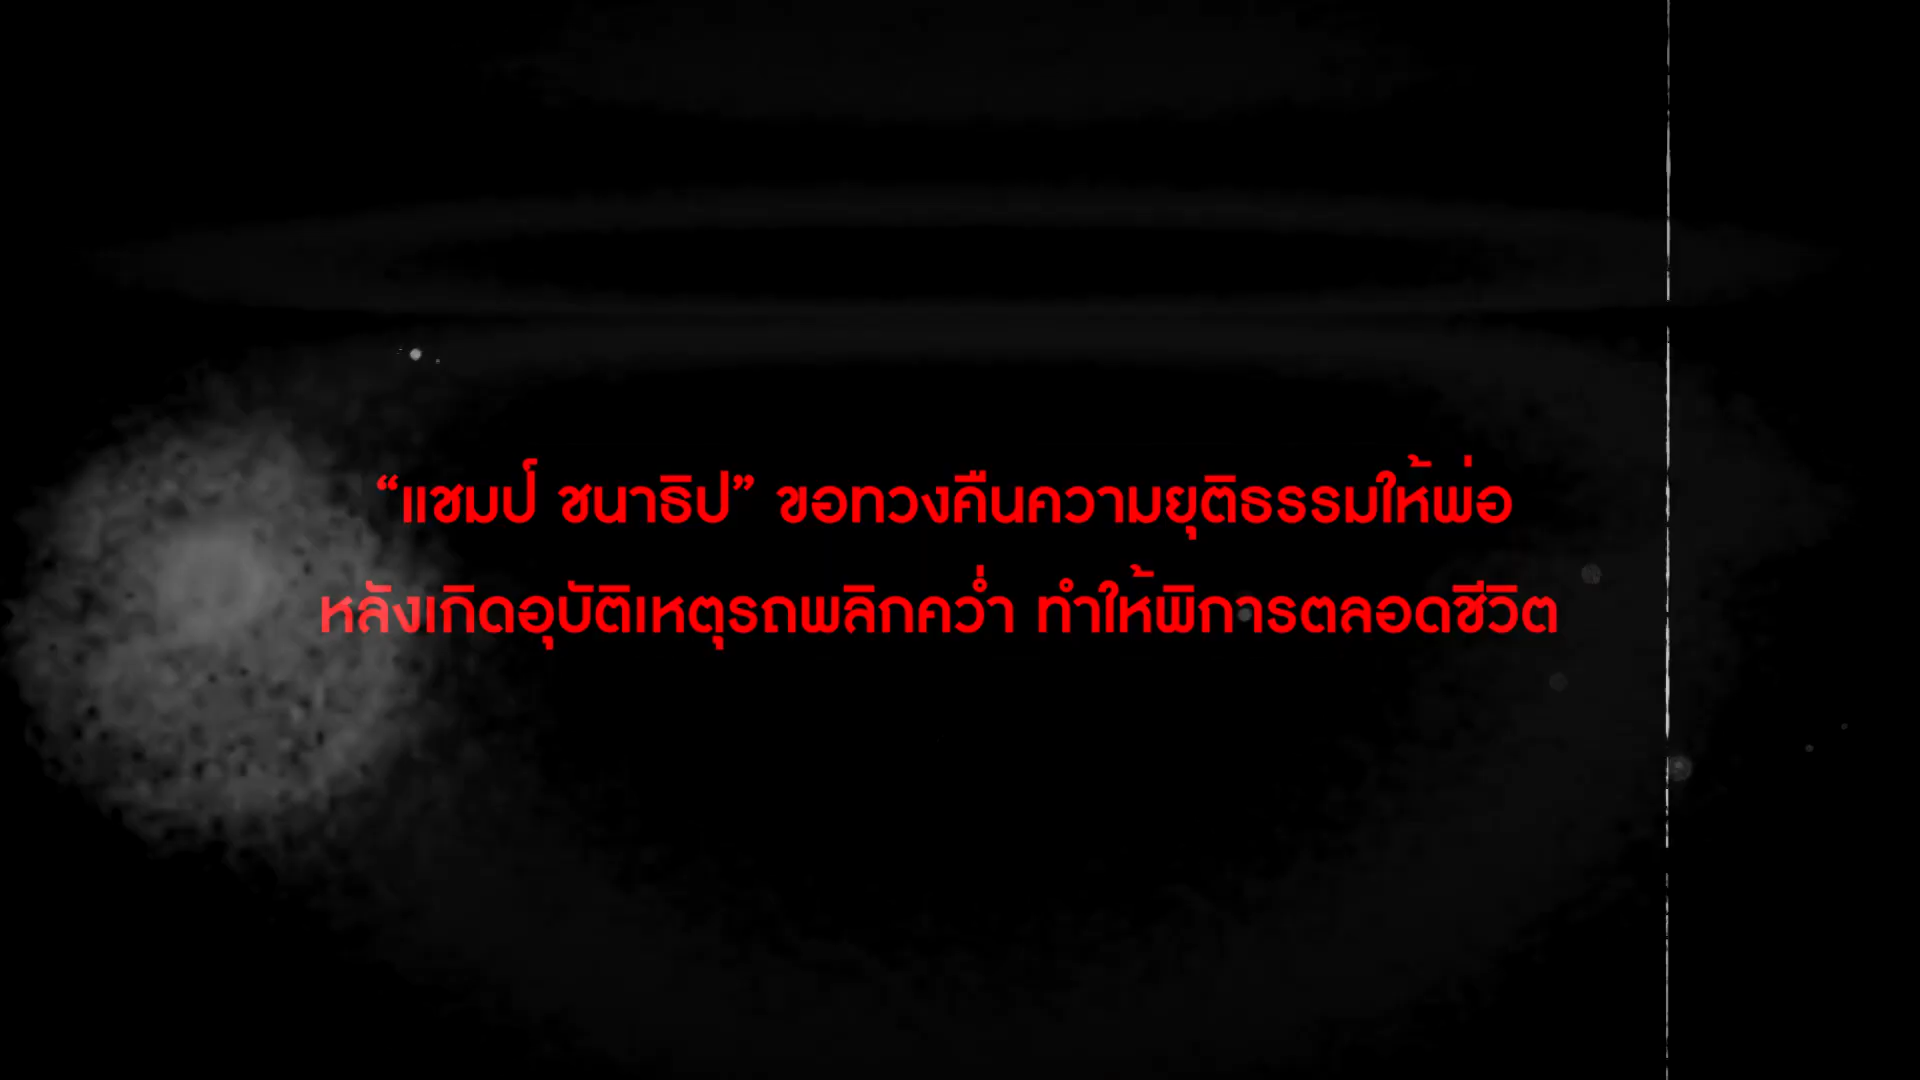 “แชมป์ ชนาธิป” ขอทวงคืนความยุติธรรมให้พ่อ
หลังเกิดอุบัติเหตุรถพลิกคว่ำ ทำให้พิการตลอดชีวิต